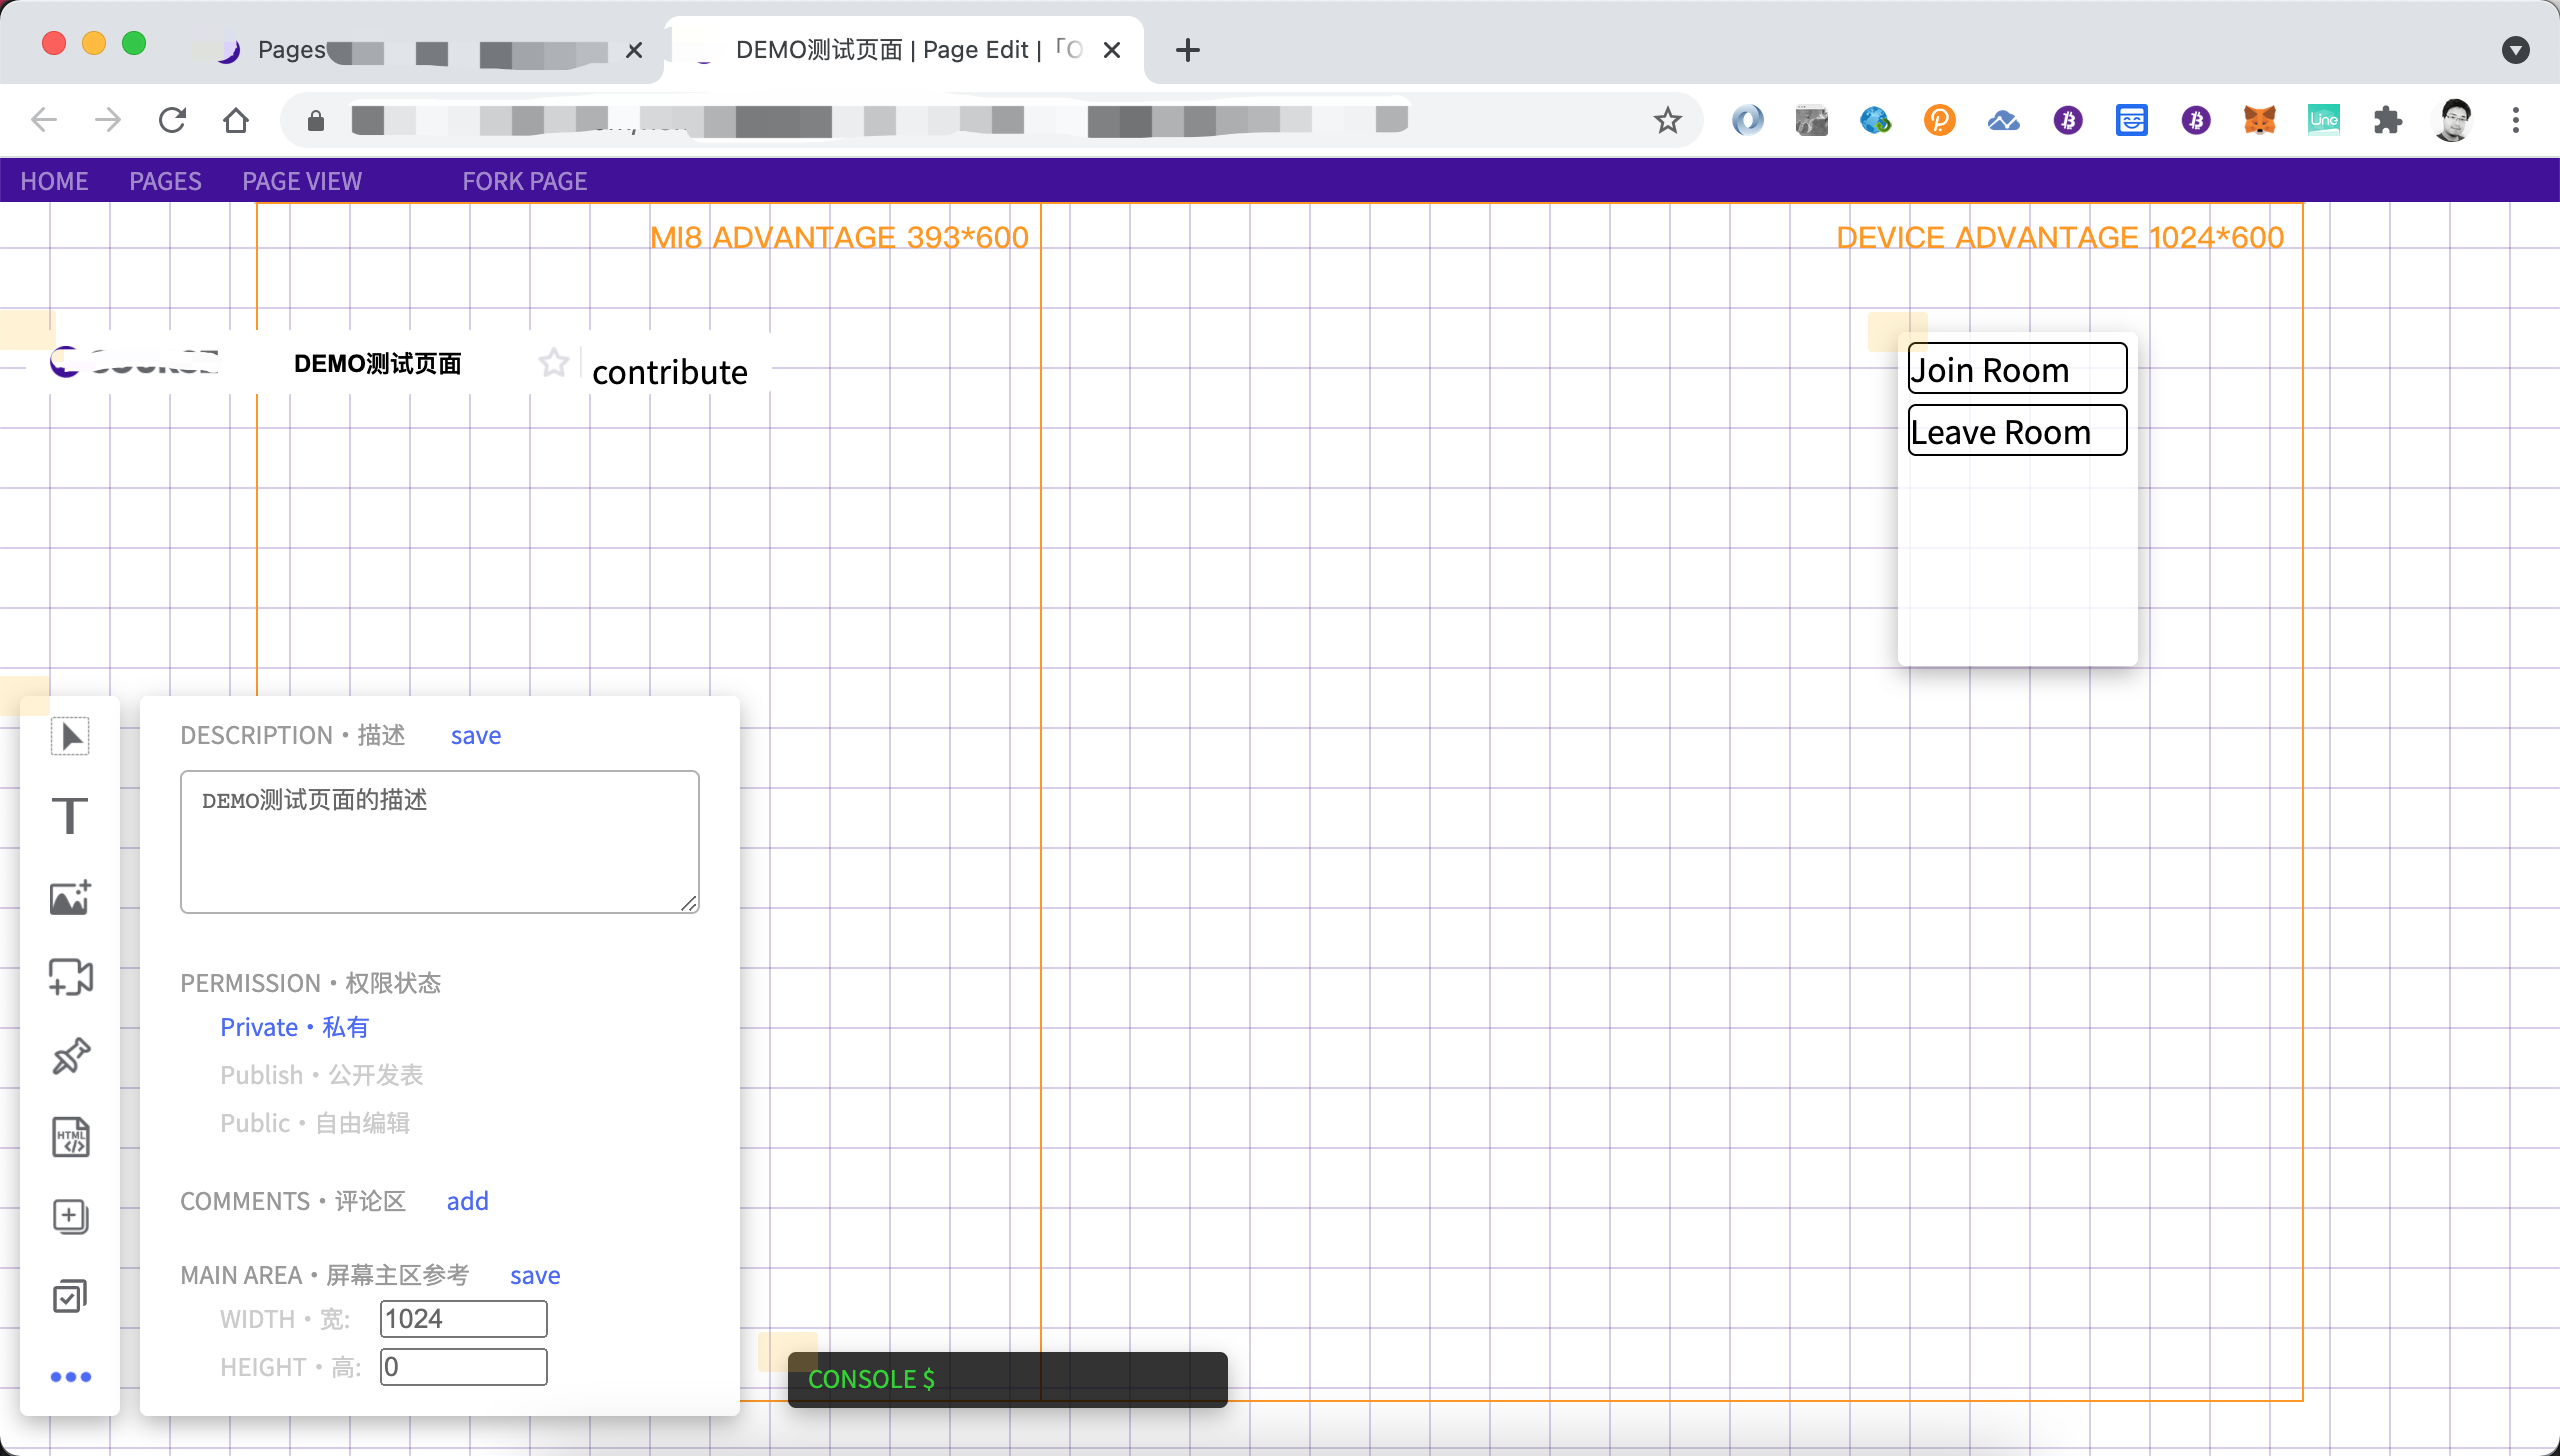 Pages
DEMO测试页面 | Page Edit | 「O
HOME PAGES PAGE VIEW FORK PAGE
MI8 ADVANTAGE 393*600
DEVICE ADVANTAGE 1024*600
DEMO测试页面
contribute
Join Room
Leave Room
DESCRIPTION • 描述 save
DEMO测试页面的描述
PERMISSION • 权限状态
Private • 私有
Publish • 公开发表
Public • 自由编辑
COMMENTS • 评论区 add
MAIN AREA • 屏幕主区参考 save
WIDTH • 宽: 1024
HEIGHT • 高: 0
HTML
Line
CONSOLE $